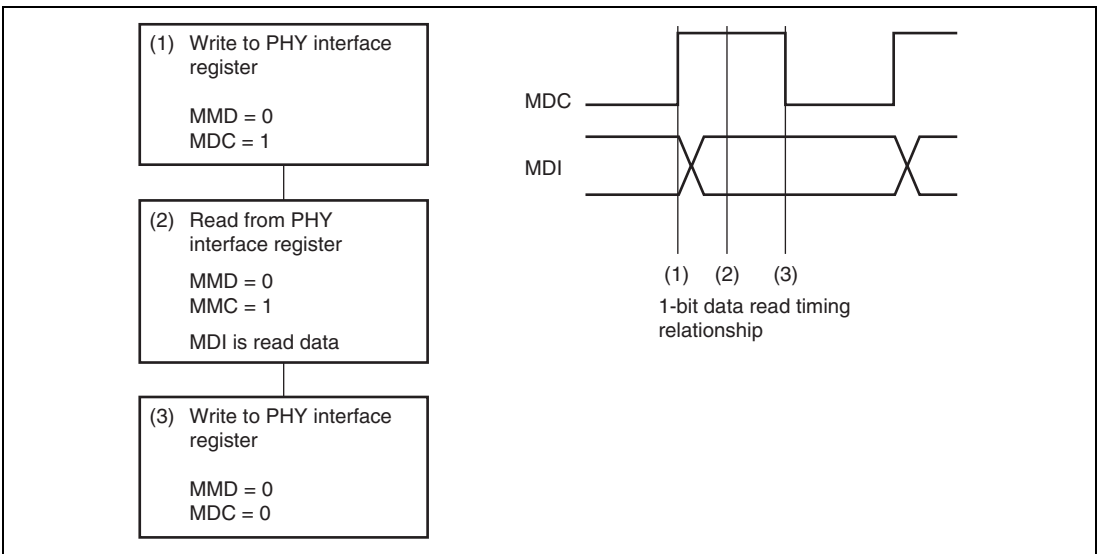 (1) Write to PHY interface
register
MMD = 0
MDC = 1
(2) Read from PHY
interface register
MMD = 0
MMC = 1
MDI is read data
(3) Write to PHY interface
register
MMD = 0
MDC = 0
MDC
MDI
(1) (2) (3)
1-bit data read timing
relationship